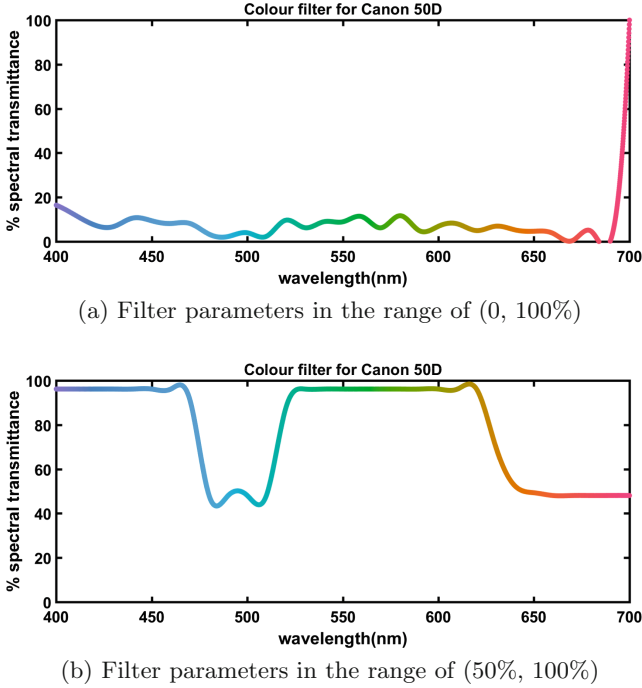 Colour filter for Canon 50D
% spectral transmittance
100
80
60
40
20
0
400 450 500 550 600 650 700
wavelength(nm)
(a) Filter parameters in the range of (0, 100%)
Colour filter for Canon 50D
% spectral transmittance
100
80
60
40
20
0
400 450 500 550 600 650 700
wavelength(nm)
(b) Filter parameters in the range of (50%, 100%)